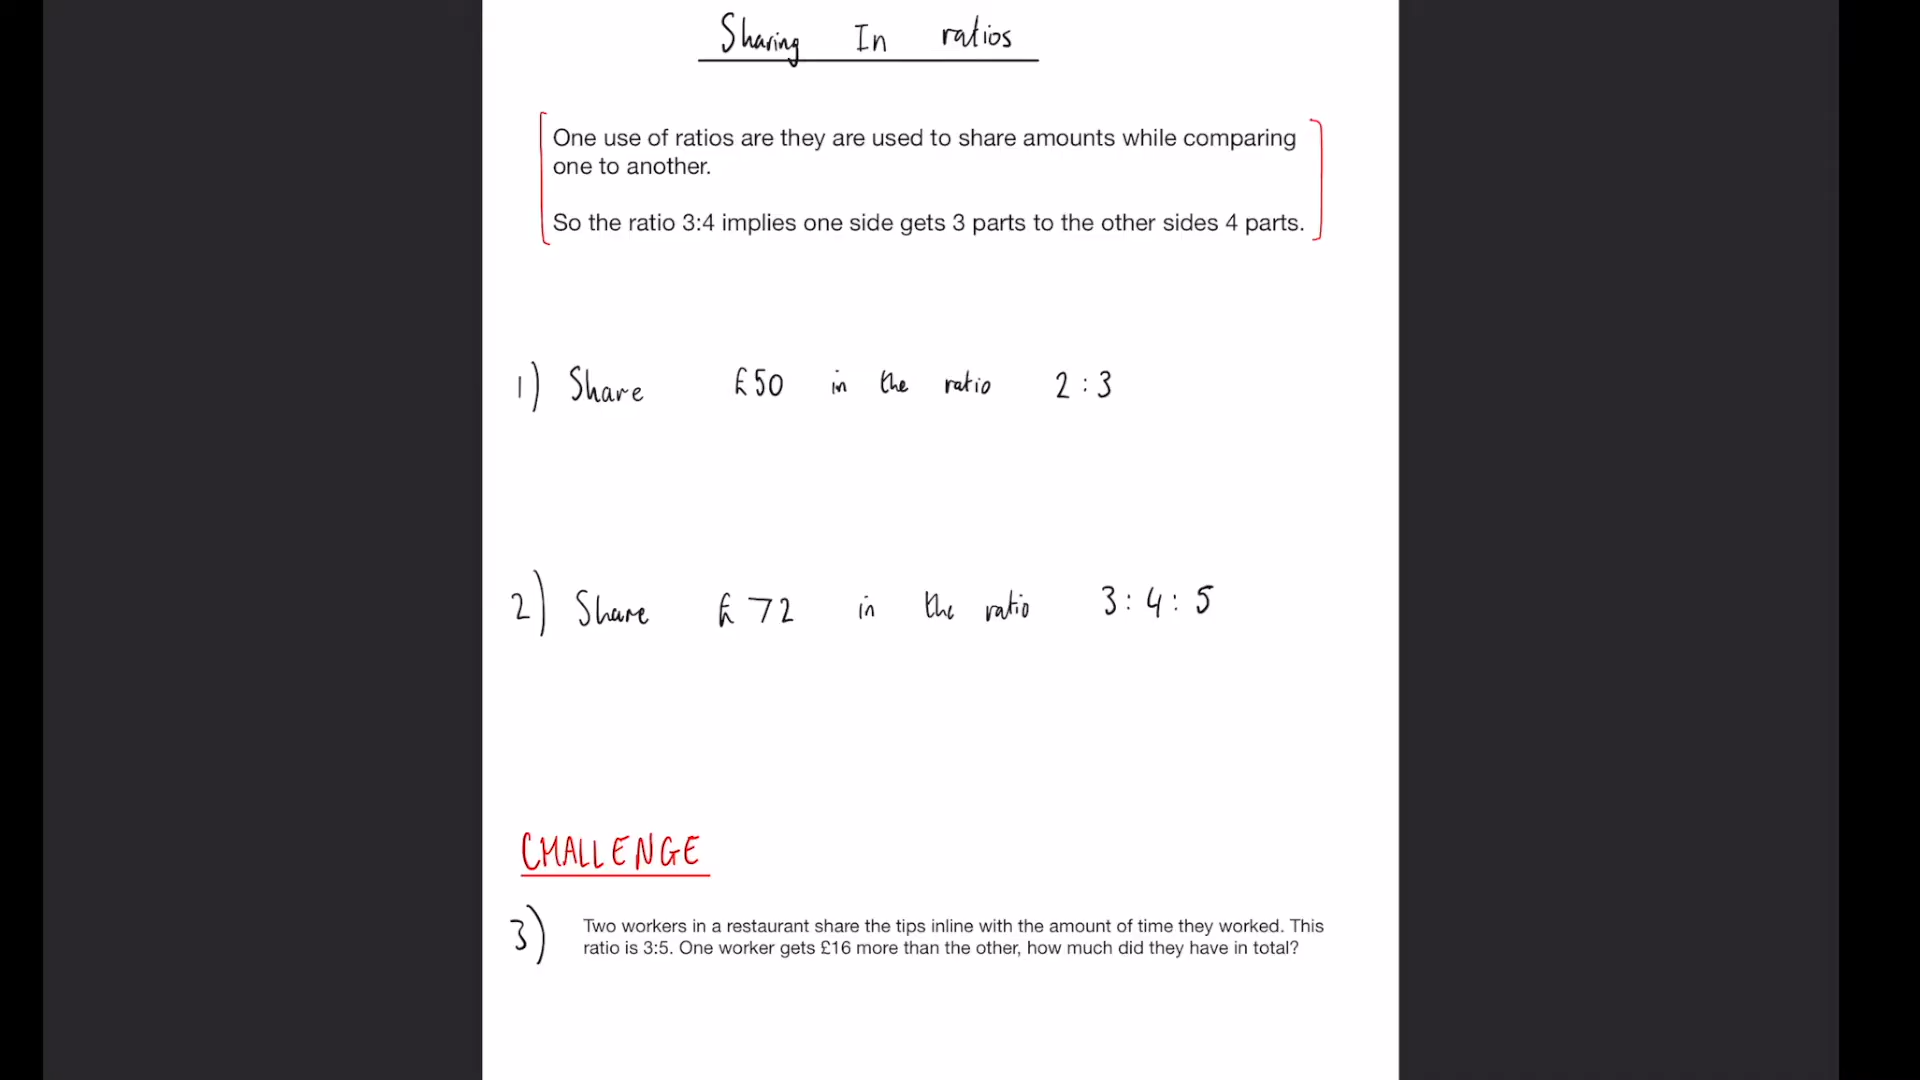 Sharing In ratios
One use of ratios are they are used to share amounts while comparing
one to another.
So the ratio 3:4 implies one side gets 3 parts to the other sides 4 parts.
1) Share £50 in the ratio 2:3
2) Share £72 in the ratio 3:4:5
CHALLENGE
3) Two workers in a restaurant share the tips inline with the amount of time they worked. This
ratio is 3:5. One worker gets £16 more than the other, how much did they have in total?